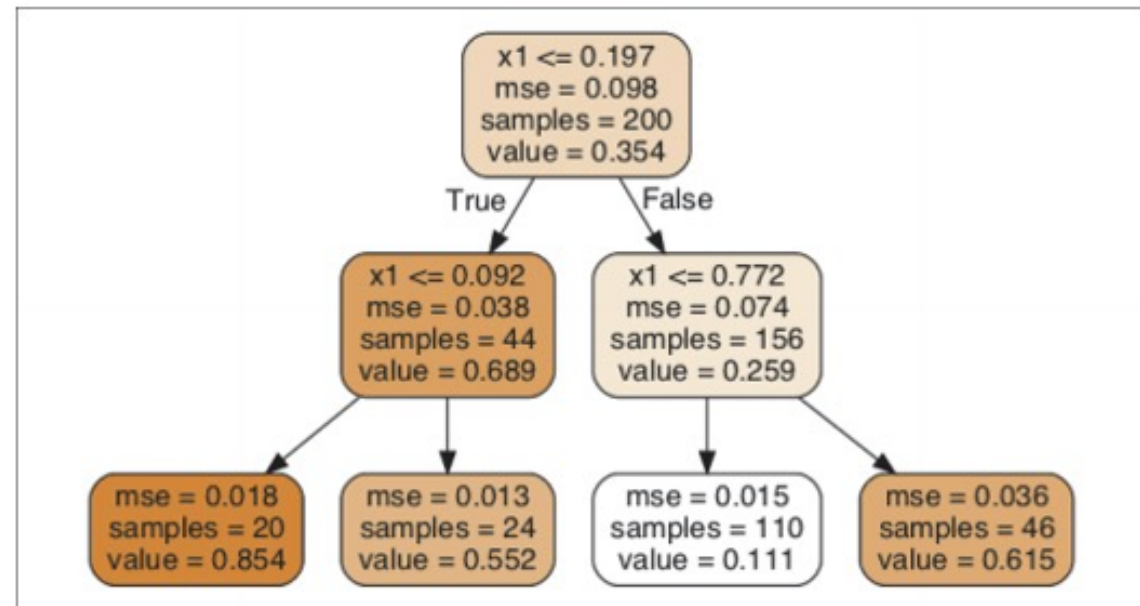 x1 <= 0.197
mse = 0.098
samples = 200
value = 0.354
True
False
x1 <= 0.092
mse = 0.038
samples = 44
value = 0.689
x1 <= 0.772
mse = 0.074
samples = 156
value = 0.259
mse = 0.018
samples = 20
value = 0.854
mse = 0.013
samples = 24
value = 0.552
mse = 0.015
samples = 110
value = 0.111
mse = 0.036
samples = 46
value = 0.615